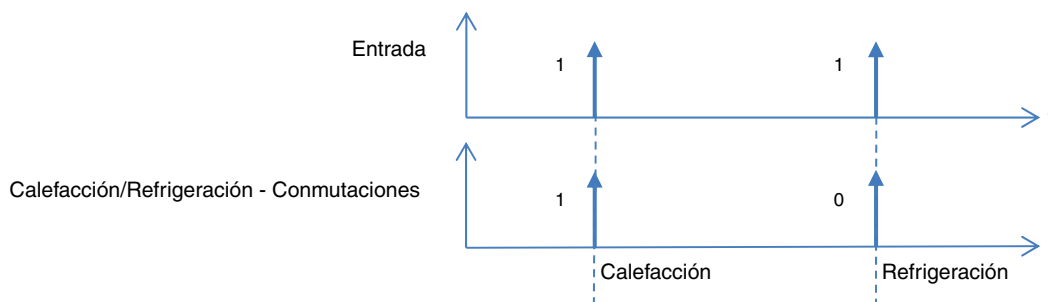 Entrada
1
1
Calefacción/Refrigeración - Conmutaciones
1
0
Calefacción
Refrigeración